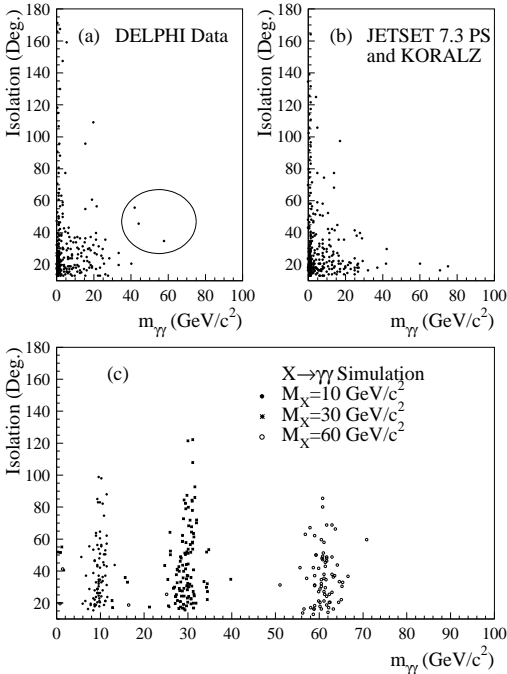 Isolation (Deg.)
(a) DELPHI Data
180
160
140
120
100
80
60
40
20
0 20 40 60 80 100
mγγ (GeV/c²)
Isolation (Deg.)
(b) JETSET 7.3 PS
and KORALZ
180
160
140
120
100
80
60
40
20
0 20 40 60 80 100
mγγ (GeV/c²)
Isolation (Deg.)
(c)
X→γγ Simulation
M_X=10 GeV/c²
M_X=30 GeV/c²
M_X=60 GeV/c²
180
160
140
120
100
80
60
40
20
0 10 20 30 40 50 60 70 80 90 100
mγγ (GeV/c²)